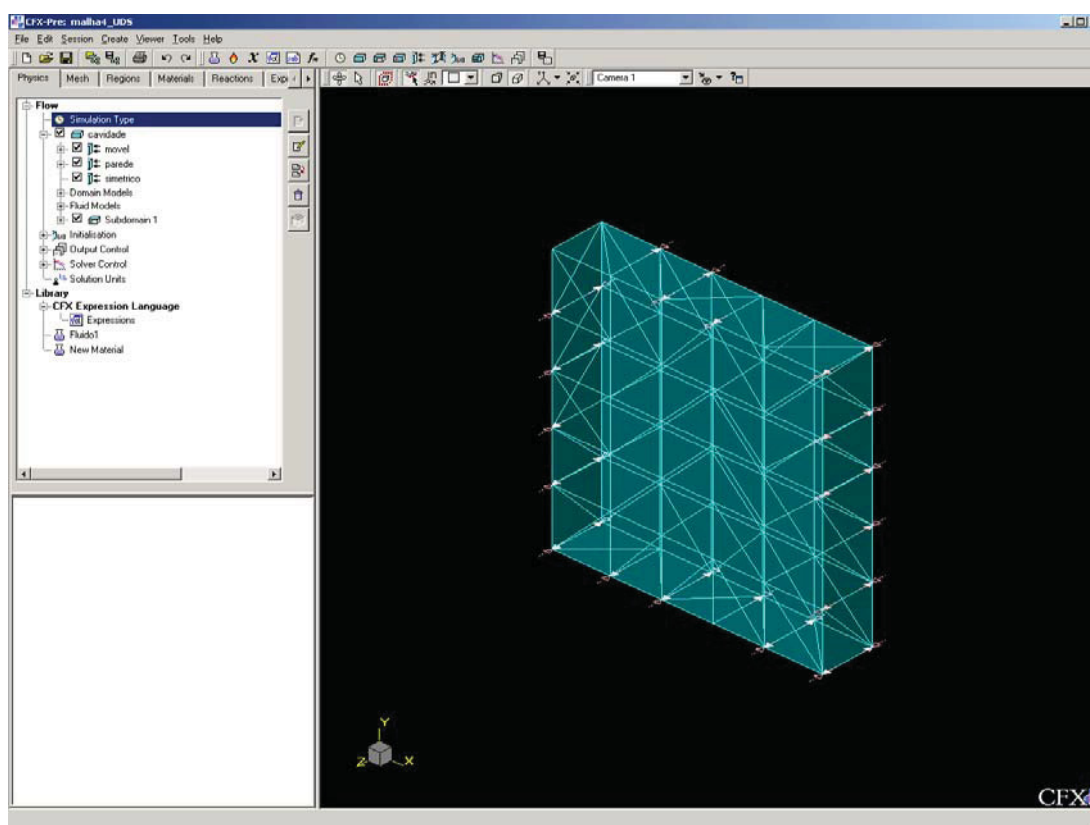 CFX-Pre: malha4_UDS
File Edit Session Create Viewer Tools Help
Physics Mesh Regions Materials Reactions
Camera 1
Flow
Simulation Type
cavidade
movel
parede
simetrico
Domain Models
Fluid Models
Subdomain 1
Initialisation
Output Control
Solver Control
Solution Units
Library
CFX Expression Language
Expressions
Fluido1
New Material
Y
Z X
CFX